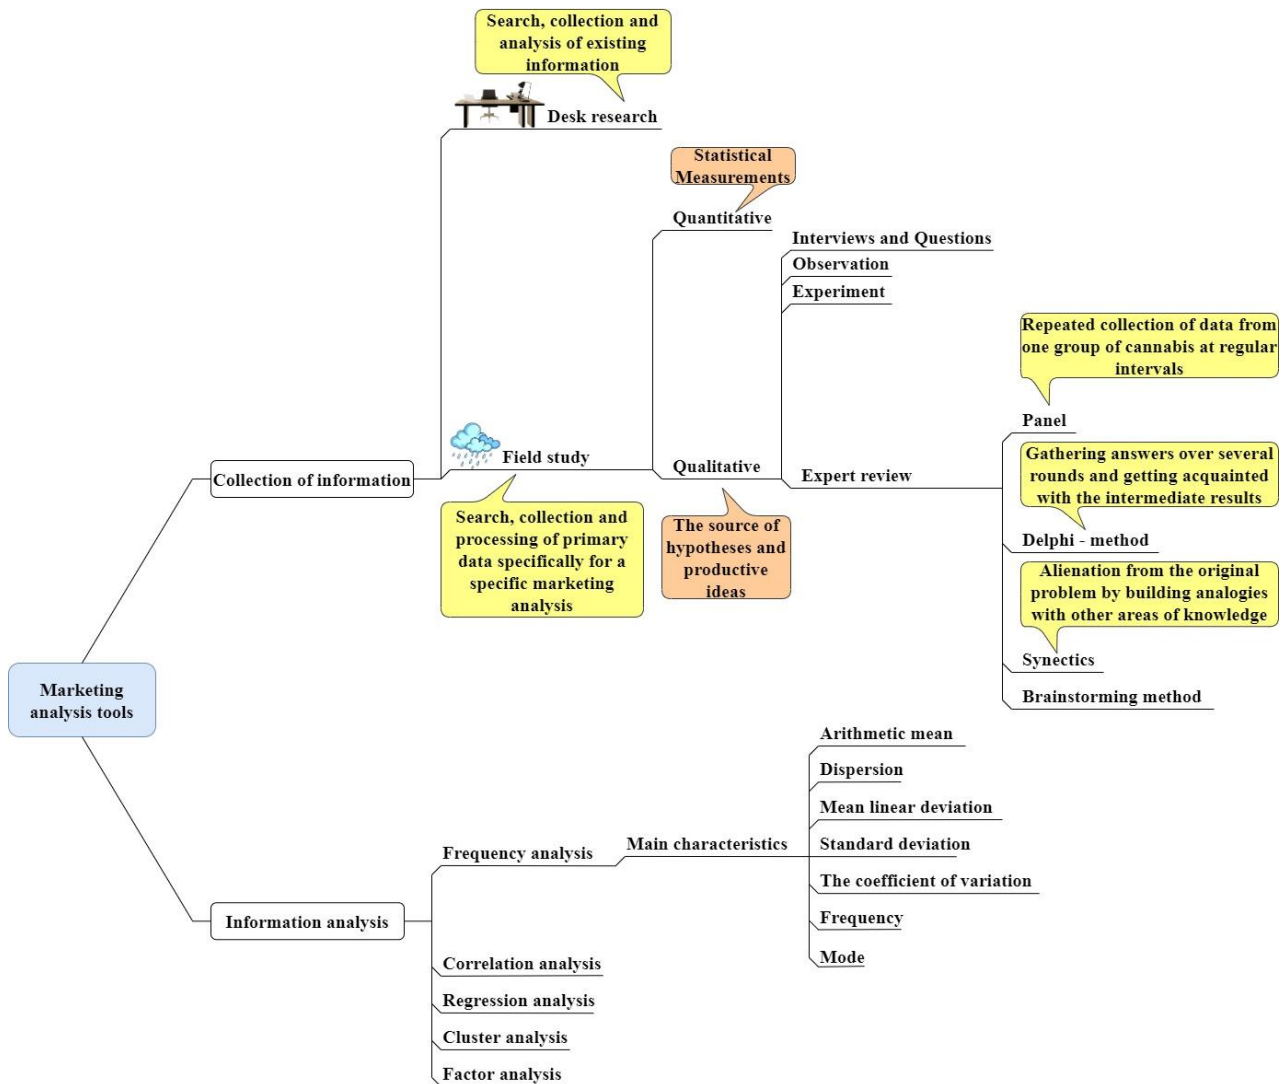 Search, collection and
analysis of existing
information
Desk research
Statistical
Measurements
Quantitative
Interviews and Questions
Observation
Experiment
Repeated collection of data from
one group of cannabis at regular
intervals
Panel
Field study
Qualitative
Expert review
Collection of information
Gathering answers over several
rounds and getting acquainted
with the intermediate results
Search, collection and
processing of primary
data specifically for a
specific marketing
analysis
The source of
hypotheses and
productive
ideas
Delphi - method
Alienation from the original
problem by building analogies
with other areas of knowledge
Synectics
Brainstorming method
Marketing
analysis tools
Arithmetic mean
Dispersion
Mean linear deviation
Frequency analysis
Main characteristics
Standard deviation
The coefficient of variation
Frequency
Mode
Information analysis
Correlation analysis
Regression analysis
Cluster analysis
Factor analysis